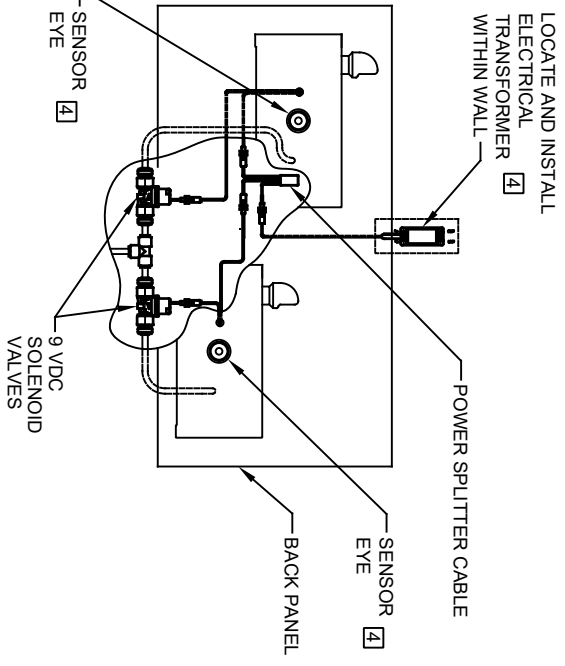 LOCATE AND INSTALL
ELECTRICAL
TRANSFORMER 4
WITHIN WALL
POWER SPLITTER CABLE
SENSOR
EYE
4
BACK PANEL
SENSOR
EYE
4
9 VDC
SOLENOID
VALVES